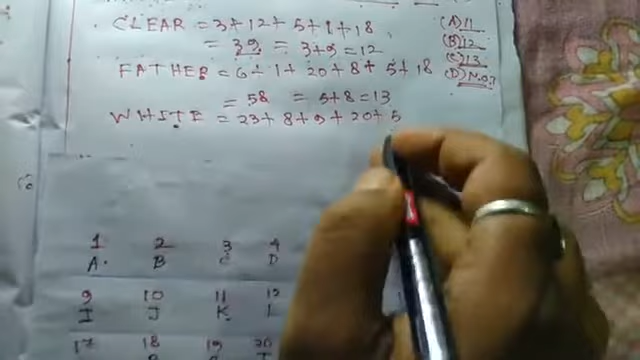 CLEAR = 3+12+5+1+18
= 39 = 3+9=12
FATHER = 6+1+20+8+5+18
= 58 = 5+8=13
WHITE = 23+8+9+20+5
(A) 11
(B) 12
(C) 13
(D) N.O.T
1 2 3 4
A B C D
9 10 11 12
I J K L
17 18 19 20